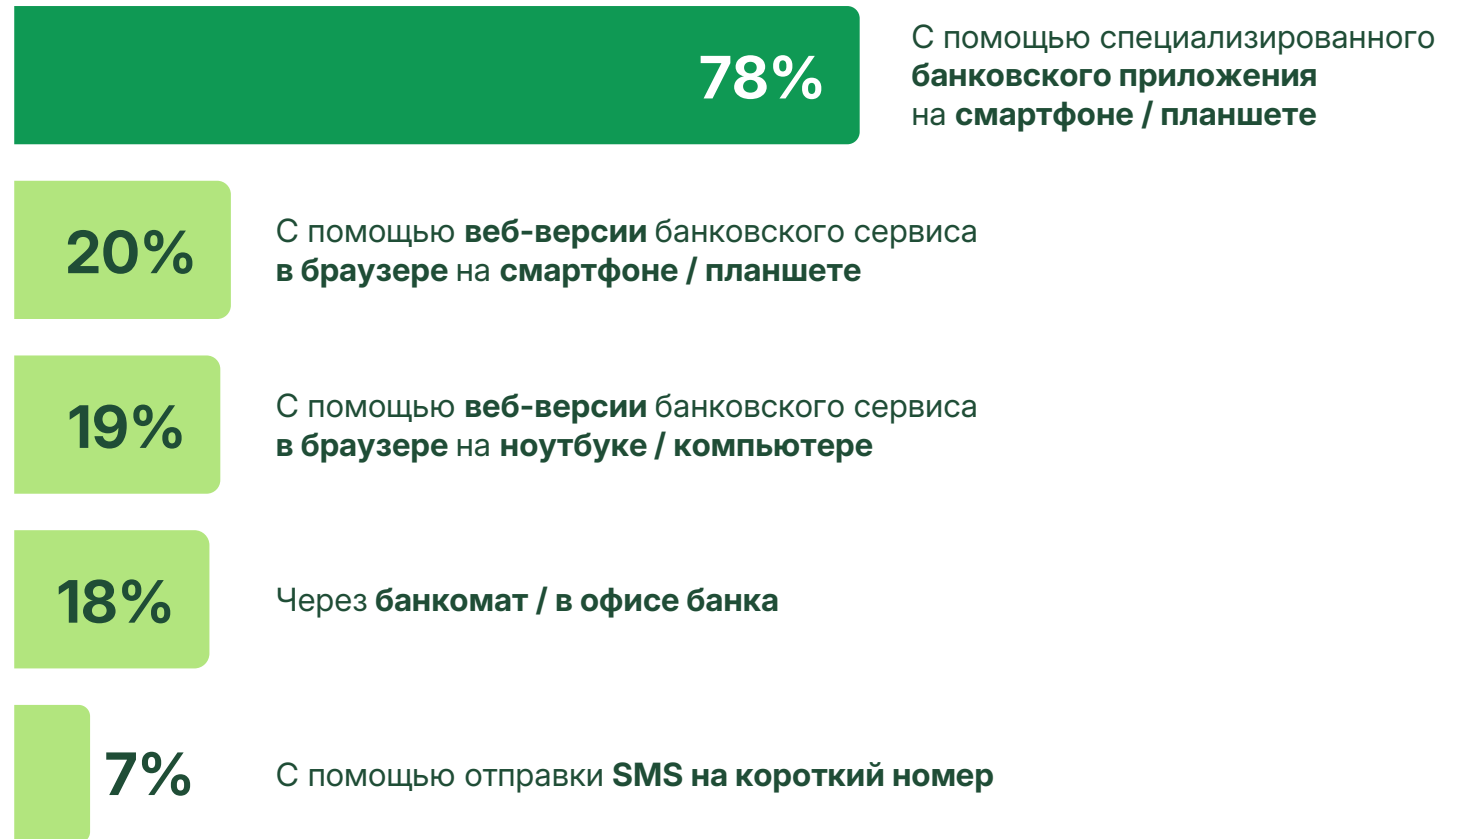 78%
С помощью специализированного
банковского приложения
на смартфоне / планшете
20%
С помощью веб-версии банковского сервиса
в браузере на смартфоне / планшете
19%
С помощью веб-версии банковского сервиса
в браузере на ноутбуке / компьютере
18%
Через банкомат / в офисе банка
7%
С помощью отправки SMS на короткий номер